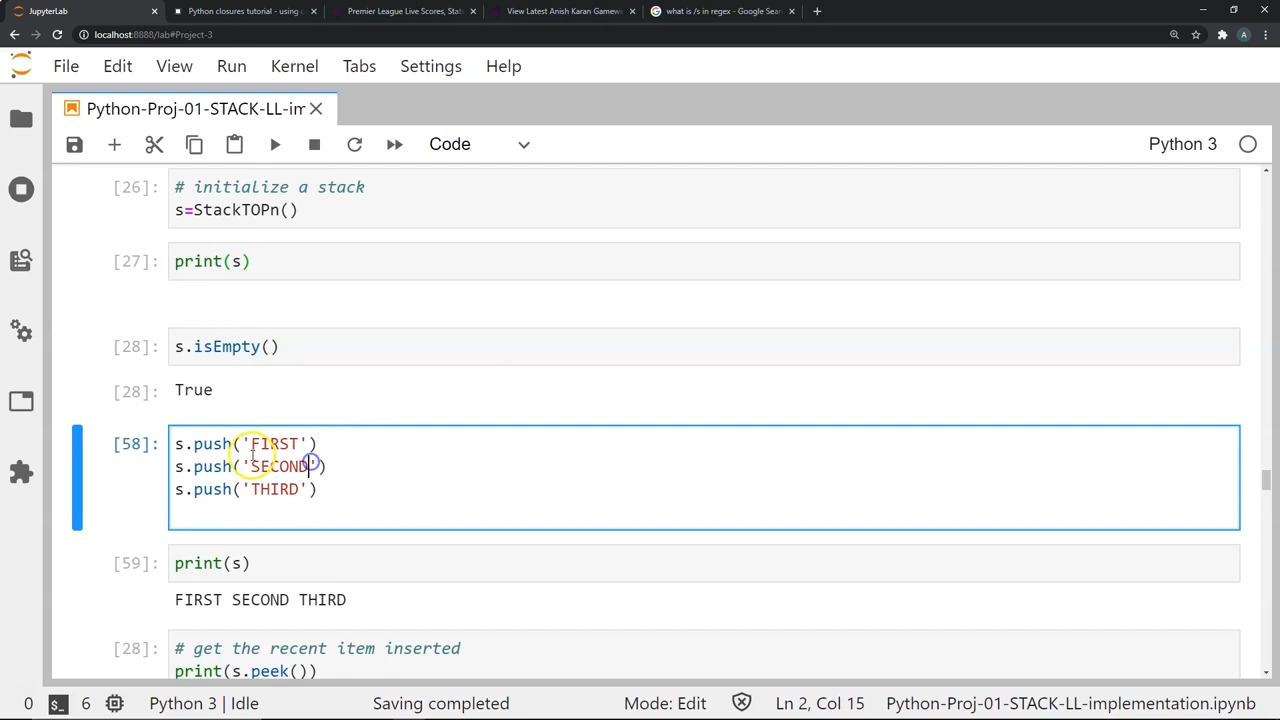 JupyterLab
Python closures tutorial - using c
Premier League Live Scores, Stat
View Latest Anish Karan Gamew
what is /s in regex - Google Sear
localhost:8888/lab#Project-3
A
File Edit View Run Kernel Tabs Settings Help
Python-Proj-01-STACK-LL-im
Code
Python 3
[26]: # initialize a stack
s=StackTOPn()
[27]: print(s)
[28]: s.isEmpty()
[28]: True
[58]: s.push('FIRST')
s.push('SECOND')
s.push('THIRD')
[59]: print(s)
FIRST SECOND THIRD
[28]: # get the recent item inserted
print(s.peek())
0 $_ 6 Python 3 | Idle Saving completed Mode: Edit Ln 2, Col 15 Python-Proj-01-STACK-LL-implementation.ipynb